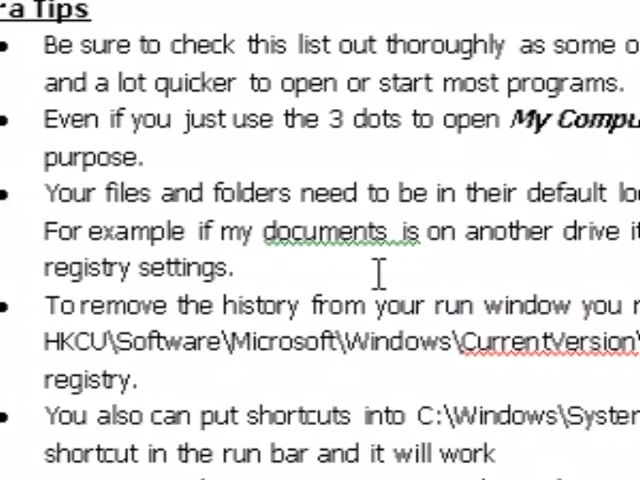 ra Tips
Be sure to check this list out thoroughly as some o
and a lot quicker to open or start most programs.
Even if you just use the 3 dots to open My Compu
purpose.
Your files and folders need to be in their default lo
For example if my documents is on another drive it
registry settings.
To remove the history from your run window you
HKCU\Software\Microsoft\Windows\CurrentVersion\
registry.
You also can put shortcuts into C:\Windows\System
shortcut in the run bar and it will work